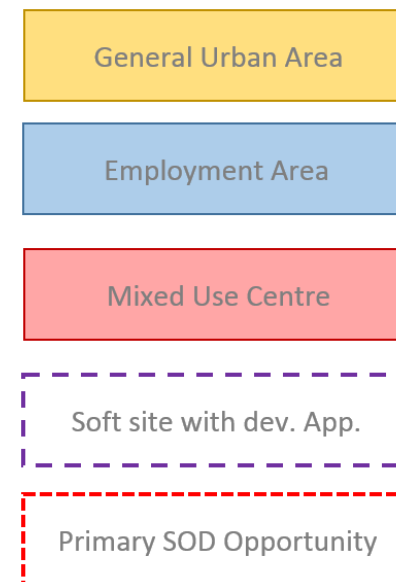 General Urban Area
Employment Area
Mixed Use Centre
Soft site with dev. App.
Primary SOD Opportunity